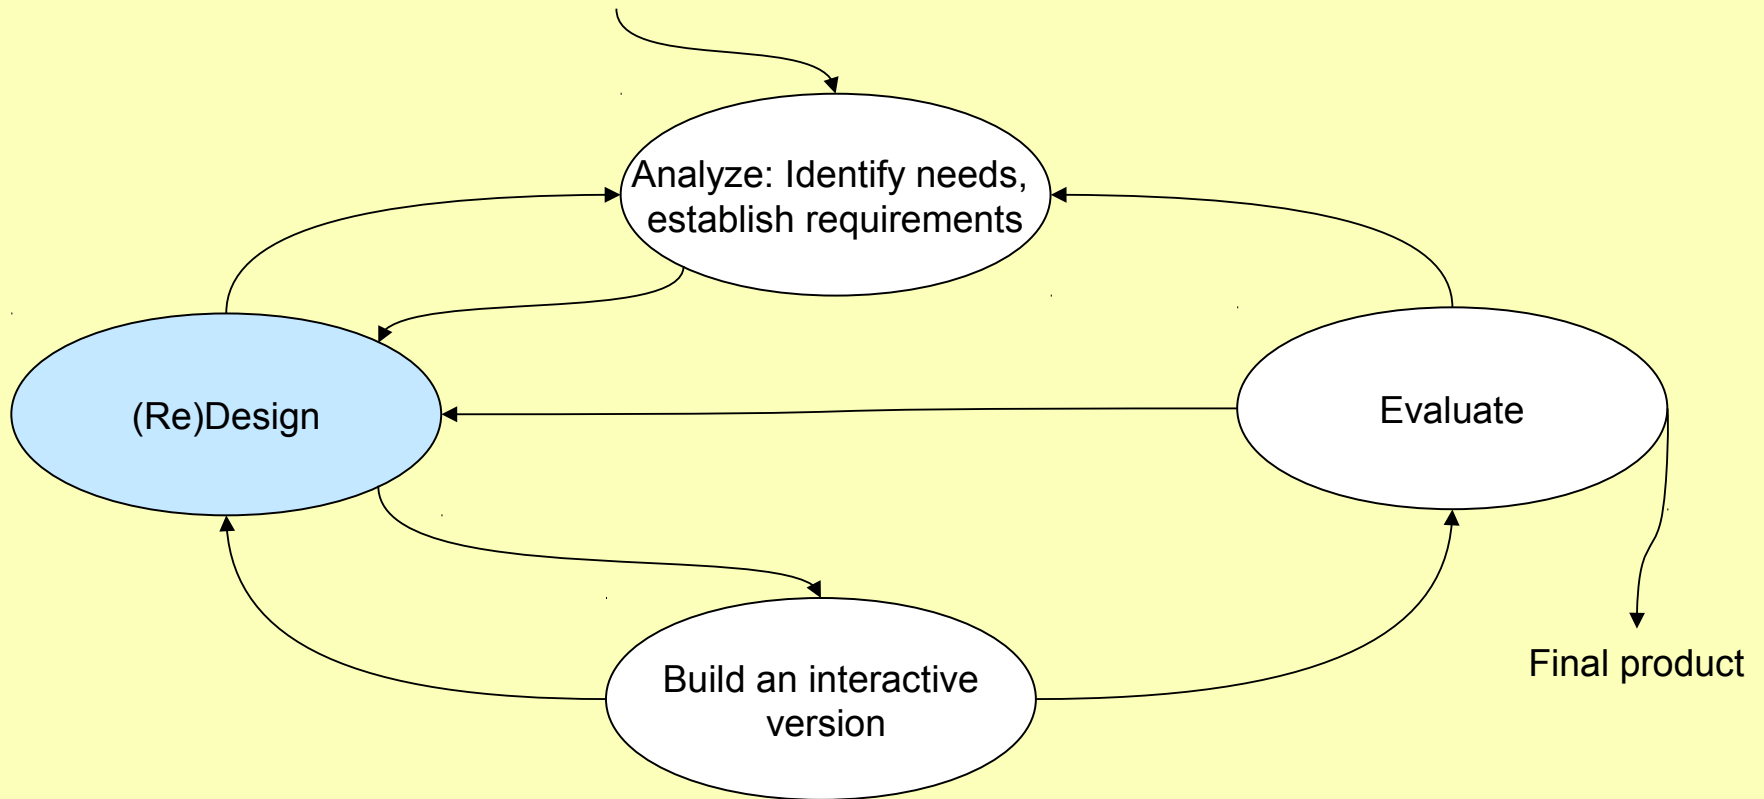 Analyze: Identify needs,
establish requirements
(Re)Design
Evaluate
Build an interactive
version
Final product